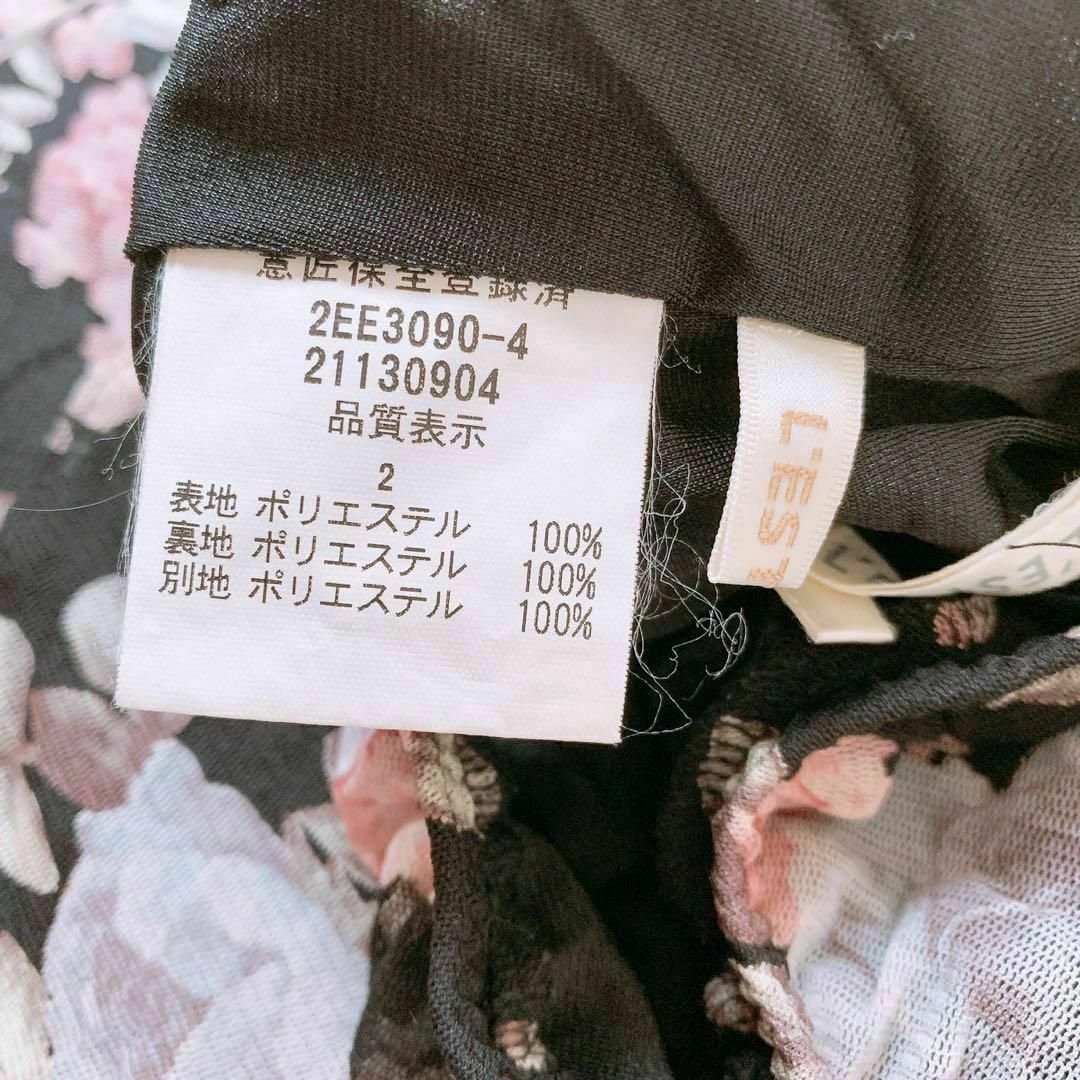 意匠保全登録済
2EE3090-4
21130904
品質表示
2
表地 ポリエステル 100%
裏地 ポリエステル 100%
別地 ポリエステル 100%
L'EST